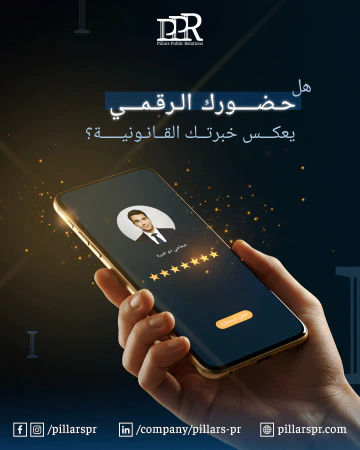 PPR
Pillars Public Relations
هل
حضورك الرقمي
يعكس خبرتك القانونية؟
محامي ذو خبرة
/pillarspr
/company/pillars-pr
pillarspr.com